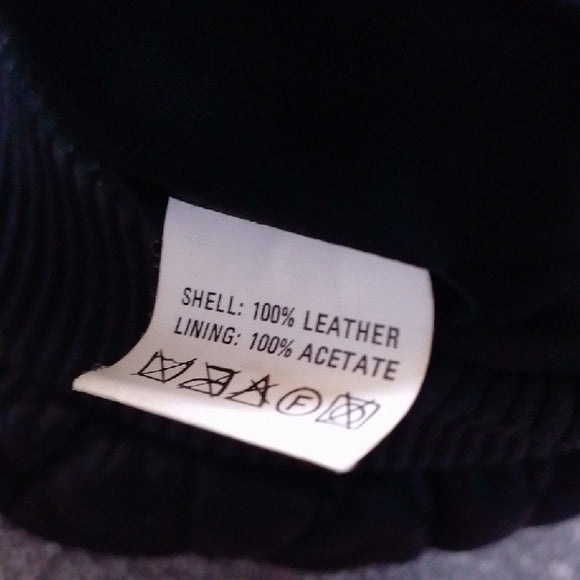 SHELL: 100% LEATHER
LINING: 100% ACETATE
F